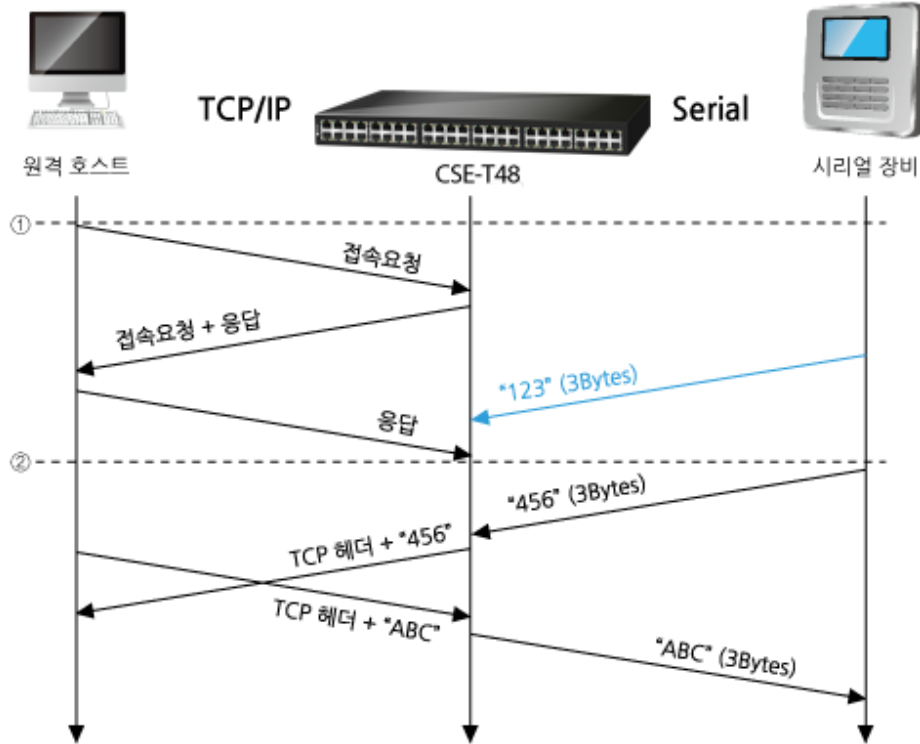 TCP/IP
Serial
원격 호스트
CSE-T48
시리얼 장비
①
접속요청
접속요청 + 응답
“123” (3Bytes)
응답
②
“456” (3Bytes)
TCP 헤더 + “456”
TCP 헤더 + “ABC”
“ABC” (3Bytes)